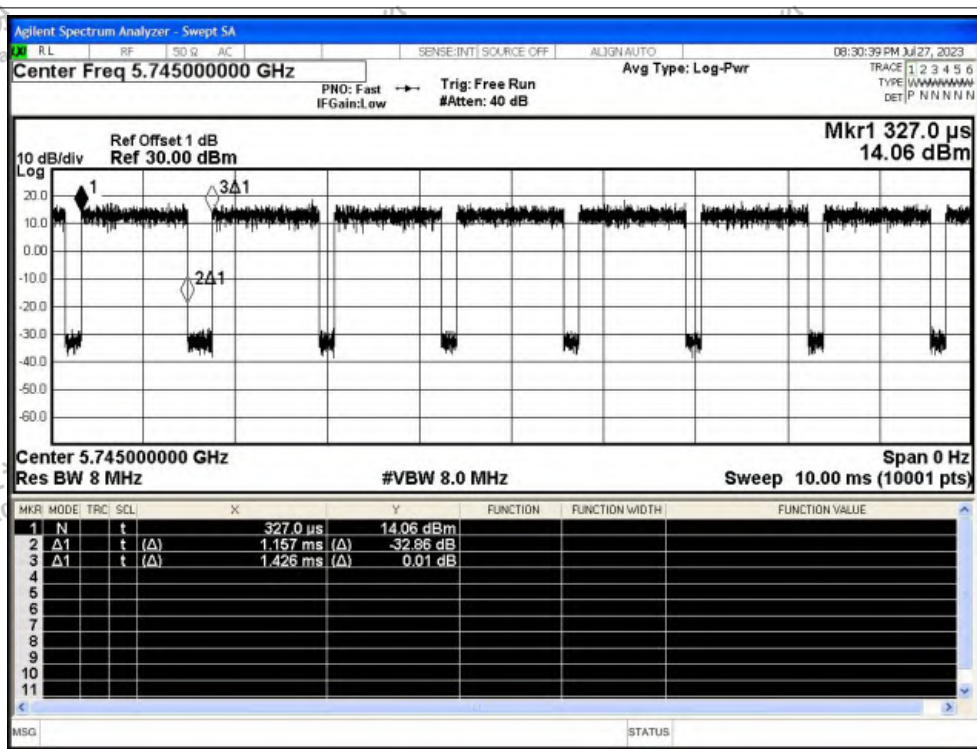 Agilent Spectrum Analyzer - Swept SA
LXI RL RF 50 Ω AC SENSE:INT SOURCE OFF ALIGN AUTO 08:30:39 PM Jul 27, 2023
Center Freq 5.745000000 GHz
Avg Type: Log-Pwr
TRACE 1 2 3 4 5 6
PNO: Fast
Trig: Free Run
TYPE WWWWWW
IFGain:Low
#Atten: 40 dB
DET P N N N N N
Mkr1 327.0 µs
Ref Offset 1 dB
14.06 dBm
10 dB/div Ref 30.00 dBm
Log
20.0
1
3Δ1
10.0
0.00
-10.0
2Δ1
-20.0
-30.0
-40.0
-50.0
-60.0
Center 5.745000000 GHz Span 0 Hz
Res BW 8 MHz #VBW 8.0 MHz Sweep 10.00 ms (10001 pts)
MKR MODE TRC SCL X Y FUNCTION FUNCTION WIDTH FUNCTION VALUE
1 N t 327.0 µs 14.06 dBm
2 Δ1 t (Δ) 1.157 ms (Δ) -32.86 dB
3 Δ1 t (Δ) 1.426 ms (Δ) 0.01 dB
4
5
6
7
8
9
10
11
MSG STATUS